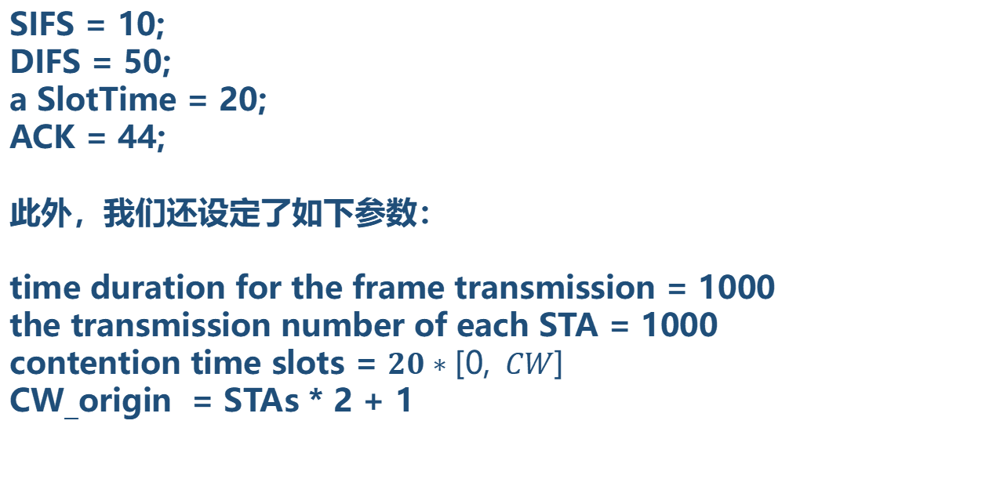 SIFS = 10;
DIFS = 50;
a SlotTime = 20;
ACK = 44;
此外，我们还设定了如下参数：
time duration for the frame transmission = 1000
the transmission number of each STA = 1000
contention time slots = 20 ∗ [0, CW]
CW_origin = STAs * 2 + 1